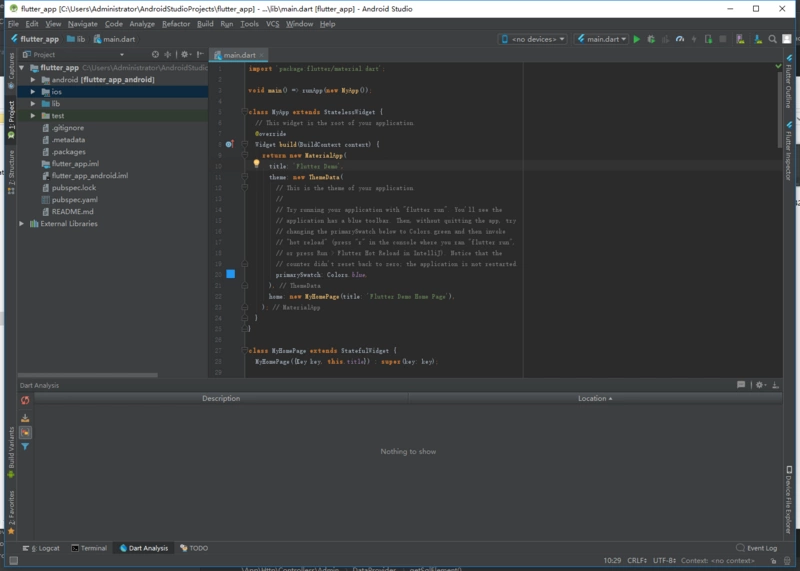 flutter_app [C:\Users\Administrator\AndroidStudioProjects\flutter_app] - ...\lib\main.dart [flutter_app] - Android Studio
File Edit View Navigate Code Analyze Refactor Build Run Tools VCS Window Help
flutter_app lib main.dart <no devices> main.dart
Project
main.dart
flutter_app C:\Users\Administrator\AndroidStudio
android [flutter_app_android]
ios
lib
test
.gitignore
.metadata
.packages
flutter_app.iml
flutter_app_android.iml
pubspec.lock
pubspec.yaml
README.md
External Libraries
Captures
1: Project
Z: Structure
Build Variants
2: Favorites
Flutter Outline
Flutter Inspector
Device File Explorer
import 'package:flutter/material.dart';
void main() => runApp(new MyApp());
class MyApp extends StatelessWidget {
// This widget is the root of your application.
@override
Widget build(BuildContext context) {
return new MaterialApp(
title: 'Flutter Demo',
theme: new ThemeData(
// This is the theme of your application.
//
// Try running your application with "flutter run". You'll see the
// application has a blue toolbar. Then, without quitting the app, try
// changing the primarySwatch below to Colors.green and then invoke
// "hot reload" (press "r" in the console where you ran "flutter run",
// or press Run > Flutter Hot Reload in IntelliJ). Notice that the
// counter didn't reset back to zero; the application is not restarted.
primarySwatch: Colors.blue,
), // ThemeData
home: new MyHomePage(title: 'Flutter Demo Home Page'),
); // MaterialApp
}
}
class MyHomePage extends StatefulWidget {
MyHomePage({Key key, this.title}) : super(key: key);
Dart Analysis
Description Location
Nothing to show
6: Logcat Terminal Dart Analysis TODO Event Log
10:29 CRLF UTF-8 Context: <no context>